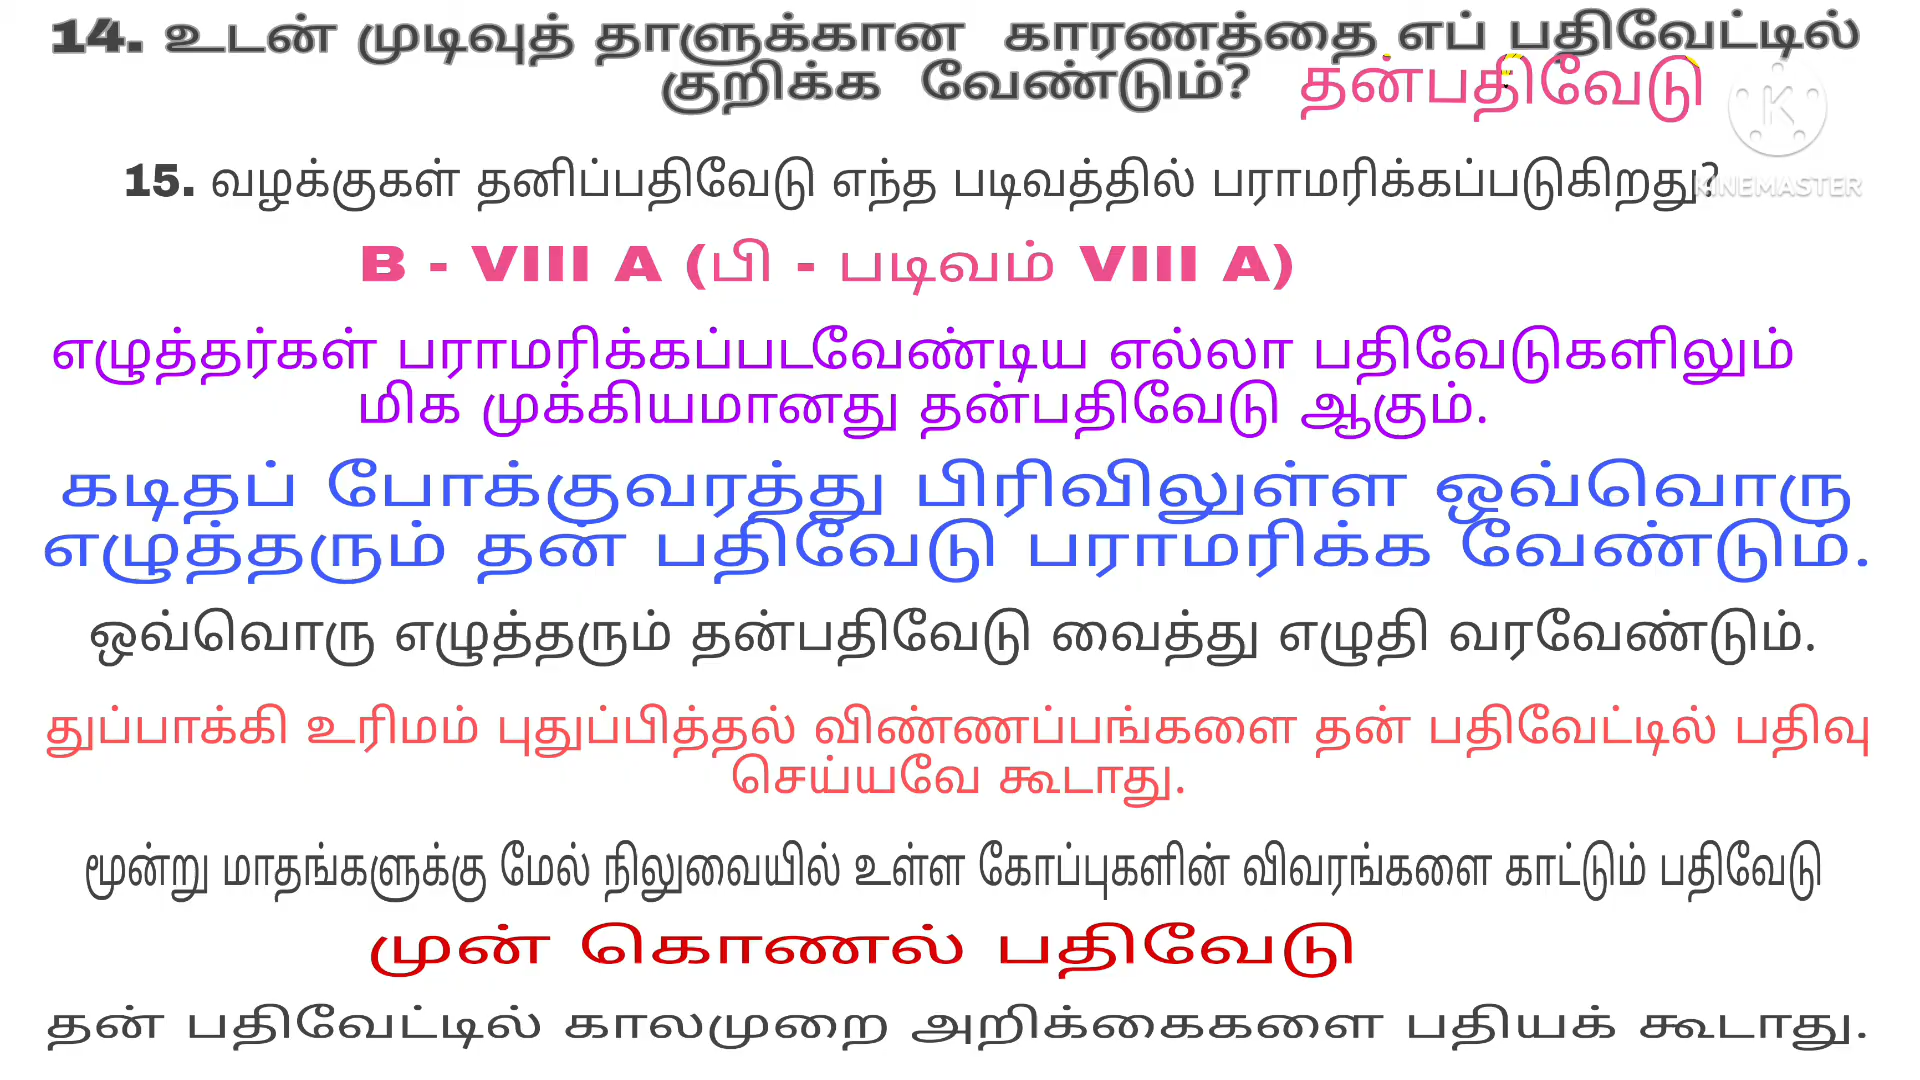 14. உடன் முடிவுத் தாளுக்கான காரணத்தை எப் பதிவேட்டில்
குறிக்க வேண்டும்? தன்பதிவேடு
15. வழக்குகள் தனிப்பதிவேடு எந்த படிவத்தில் பராமரிக்கப்படுகிறது?
KINEMASTER
B - VIII A (பி - படிவம் VIII A)
எழுத்தர்கள் பராமரிக்கப்படவேண்டிய எல்லா பதிவேடுகளிலும்
மிக முக்கியமானது தன்பதிவேடு ஆகும்.
கடிதப் போக்குவரத்து பிரிவிலுள்ள ஒவ்வொரு
எழுத்தரும் தன் பதிவேடு பராமரிக்க வேண்டும்.
ஒவ்வொரு எழுத்தரும் தன்பதிவேடு வைத்து எழுதி வரவேண்டும்.
துப்பாக்கி உரிமம் புதுப்பித்தல் விண்ணப்பங்களை தன் பதிவேட்டில் பதிவு
செய்யவே கூடாது.
மூன்று மாதங்களுக்கு மேல் நிலுவையில் உள்ள கோப்புகளின் விவரங்களை காட்டும் பதிவேடு
முன் கொணல் பதிவேடு
தன் பதிவேட்டில் காலமுறை அறிக்கைகளை பதியக் கூடாது.